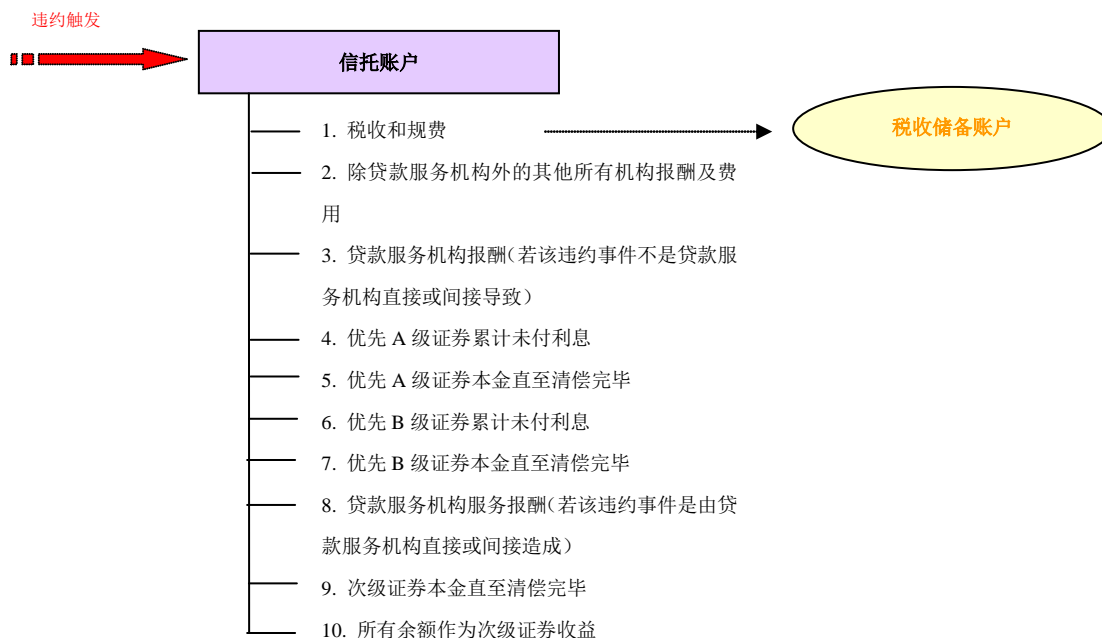 违约触发
信托账户
1. 税收和规费
税收储备账户
2. 除贷款服务机构外的其他所有机构报酬及费
用
3. 贷款服务机构报酬（若该违约事件不是贷款服
务机构直接或间接导致）
4. 优先 A 级证券累计未付利息
5. 优先 A 级证券本金直至清偿完毕
6. 优先 B 级证券累计未付利息
7. 优先 B 级证券本金直至清偿完毕
8. 贷款服务机构服务报酬（若该违约事件是由贷
款服务机构直接或间接造成）
9. 次级证券本金直至清偿完毕
10. 所有余额作为次级证券收益